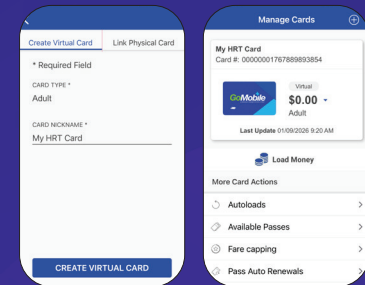 Create Virtual Card
Link Physical Card
* Required Field
CARD TYPE *
Adult
CARD NICKNAME *
My HRT Card
CREATE VIRTUAL CARD
Manage Cards
My HRT Card
Card #: 00000001767889893854
GoMobile
Virtual
$0.00
Adult
Last Update 01/09/2026 9:20 AM
Load Money
More Card Actions
Autoloads
Available Passes
Fare capping
Pass Auto Renewals